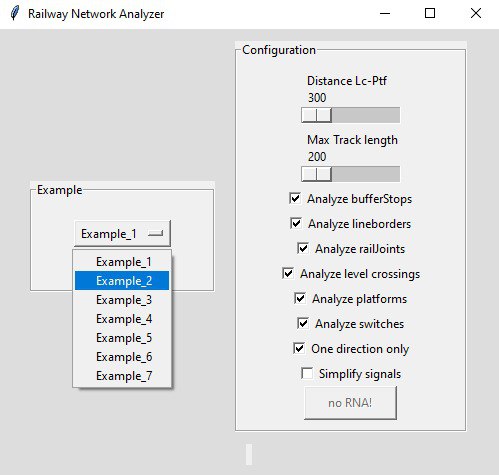 Railway Network Analyzer
Example
Example_1
Example_1
Example_2
Example_3
Example_4
Example_5
Example_6
Example_7
Configuration
Distance Lc-Ptf
300
Max Track length
200
Analyze bufferStops
Analyze lineborders
Analyze railJoints
Analyze level crossings
Analyze platforms
Analyze switches
One direction only
Simplify signals
no RNA!